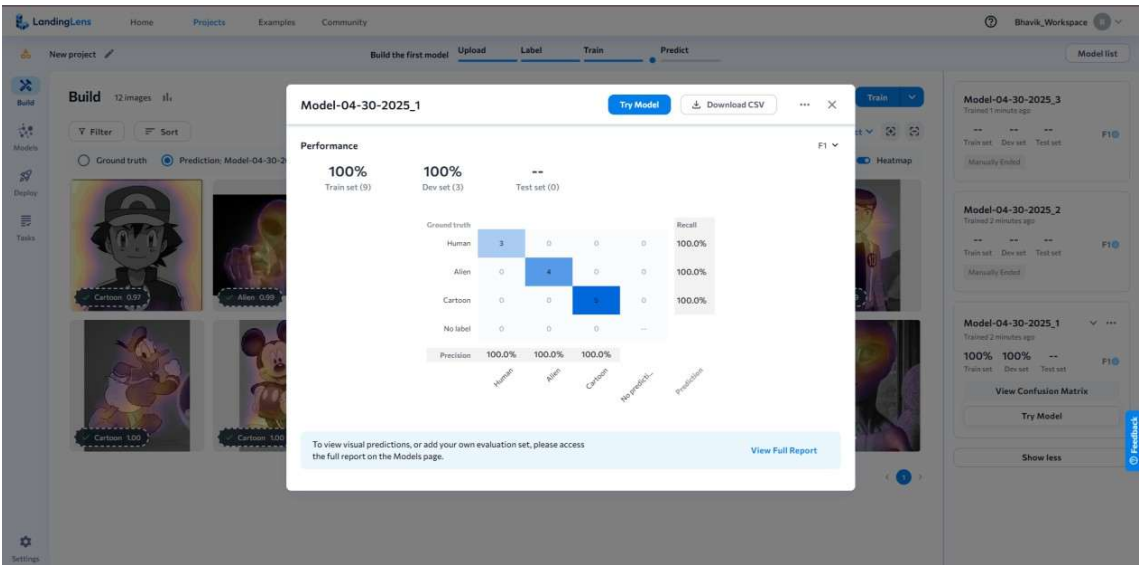 LandingLens Home Projects Examples Community Bhavik_Workspace
New project Build the first model Upload Label Train Predict Model list
Build
Models
Deploy
Tasks
Settings
Build 12 images
Filter Sort
Ground truth Prediction: Model-04-30-2
Train
Heatmap
Cartoon 0.97
Alien 0.99
Cartoon 1.00
Cartoon 1.00
Model-04-30-2025_1 Try Model Download CSV
Performance F1
100% 100% --
Train set (9) Dev set (3) Test set (0)
Ground truth Recall
Human 3 0 0 0 100.0%
Alien 0 4 0 0 100.0%
Cartoon 0 0 5 0 100.0%
No label 0 0 0 --
Precision 100.0% 100.0% 100.0%
Human Alien Cartoon No predicti... Prediction
To view visual predictions, or add your own evaluation set, please access
the full report on the Models page.
View Full Report
Model-04-30-2025_3
Trained 1 minute ago
-- -- -- F1
Train set Dev set Test set
Manually Ended
Model-04-30-2025_2
Trained 2 minutes ago
-- -- -- F1
Train set Dev set Test set
Manually Ended
Model-04-30-2025_1
Trained 2 minutes ago
100% 100% -- F1
Train set Dev set Test set
View Confusion Matrix
Try Model
Show less
1
Feedback